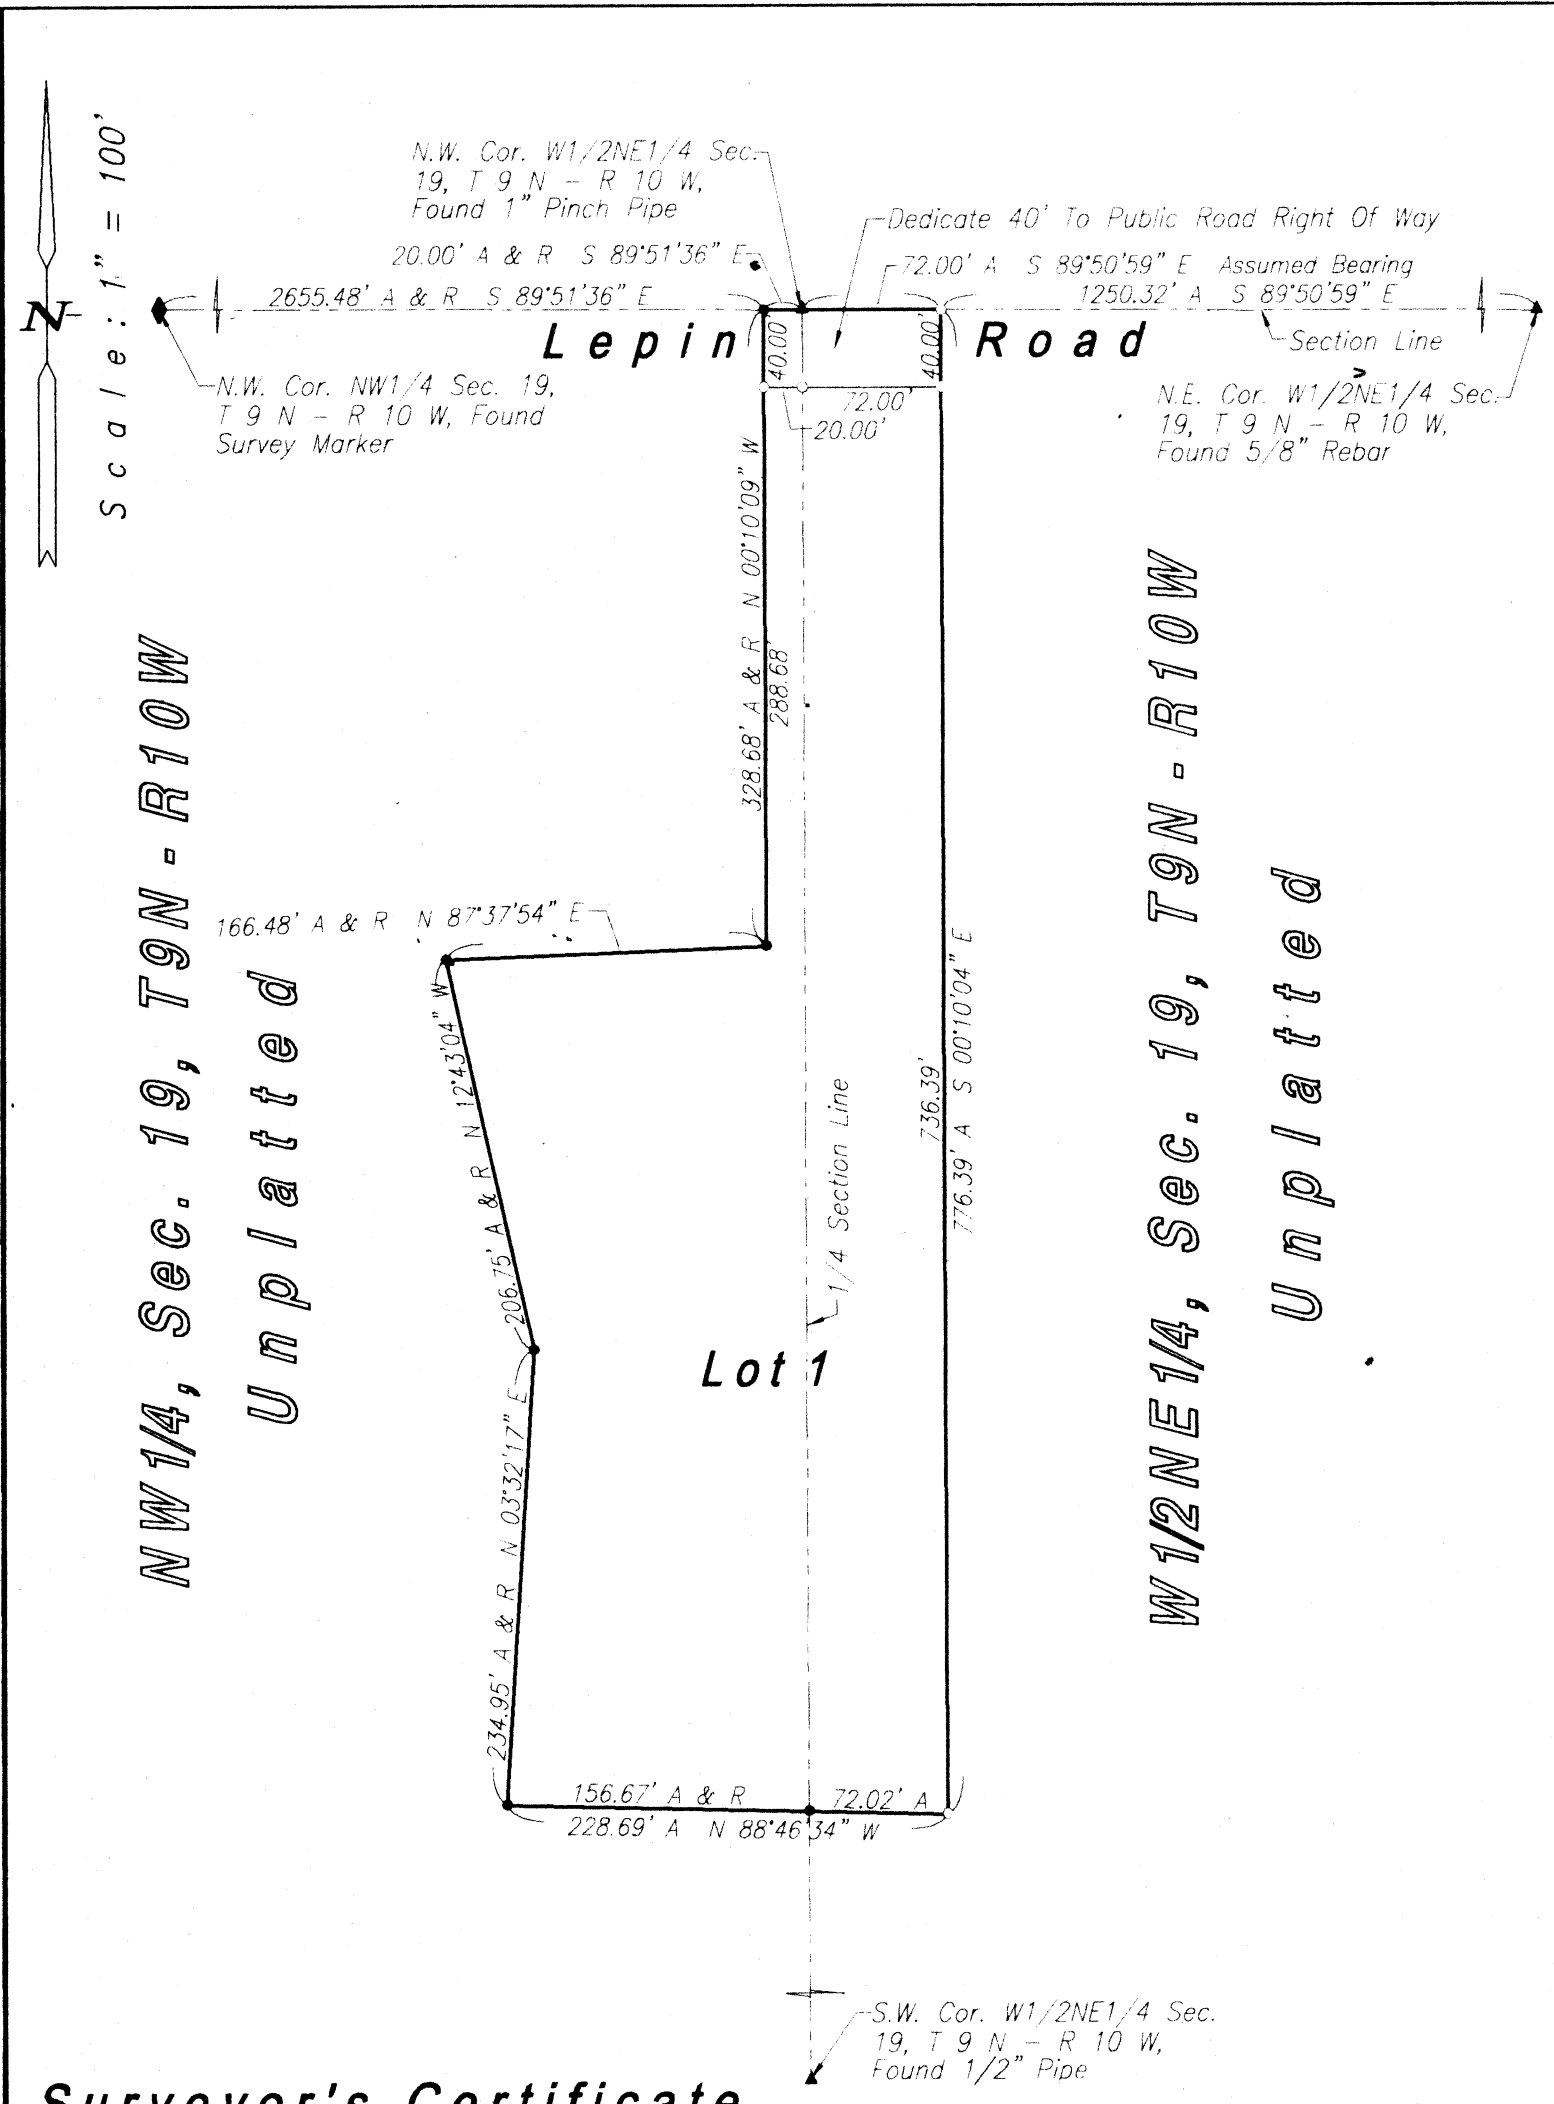 N
Scale: 1" = 100'
N.W. Cor. W1/2NE1/4 Sec.
19, T 9 N – R 10 W,
Found 1" Pinch Pipe
Dedicate 40' To Public Road Right Of Way
20.00' A & R S 89°51'36" E
72.00' A S 89°50'59" E Assumed Bearing
2655.48' A & R S 89°51'36" E
1250.32' A S 89°50'59" E
Lepin Road
40.00'
40.00'
Section Line
N.W. Cor. NW1/4 Sec. 19,
T 9 N – R 10 W, Found
Survey Marker
72.00'
20.00'
N.E. Cor. W1/2NE1/4 Sec.
19, T 9 N – R 10 W,
Found 5/8" Rebar
328.68' A & R N 00°10'09" W
288.68'
NW1/4, Sec. 19, T9N - R10W
Unplatted
W1/2NE1/4, Sec. 19, T9N - R10W
Unplatted
166.48' A & R N 87°37'54" E
206.75' A & R N 12°43'04" W
1/4 Section Line
736.39'
776.39' A S 00°10'04" E
Lot 1
234.95' A & R N 03°32'17" E
156.67' A & R
72.02' A
228.69' A N 88°46'34" W
S.W. Cor. W1/2NE1/4 Sec.
19, T 9 N – R 10 W,
Found 1/2" Pipe
Surveyor's Certificate